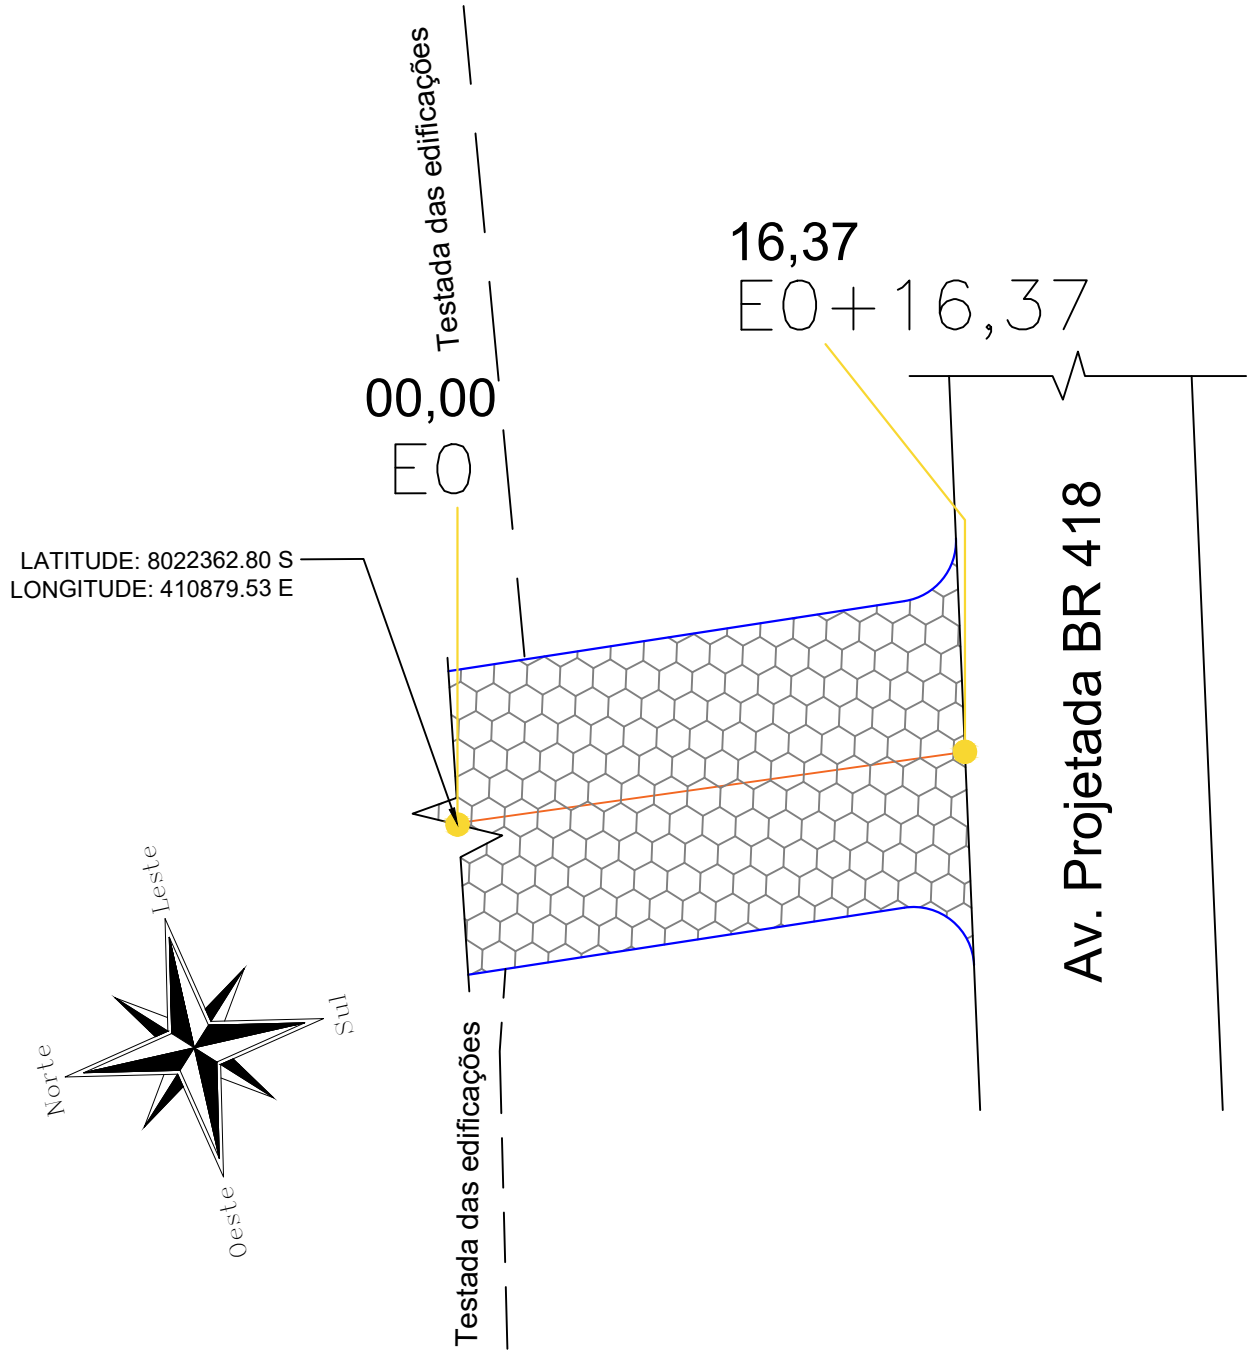 Testada das edificações
16,37
E0+16,37
00,00
E0
LATITUDE: 8022362.80 S
LONGITUDE: 410879.53 E
Av. Projetada BR 418
Leste
Sul
Norte
Oeste
Testada das edificações